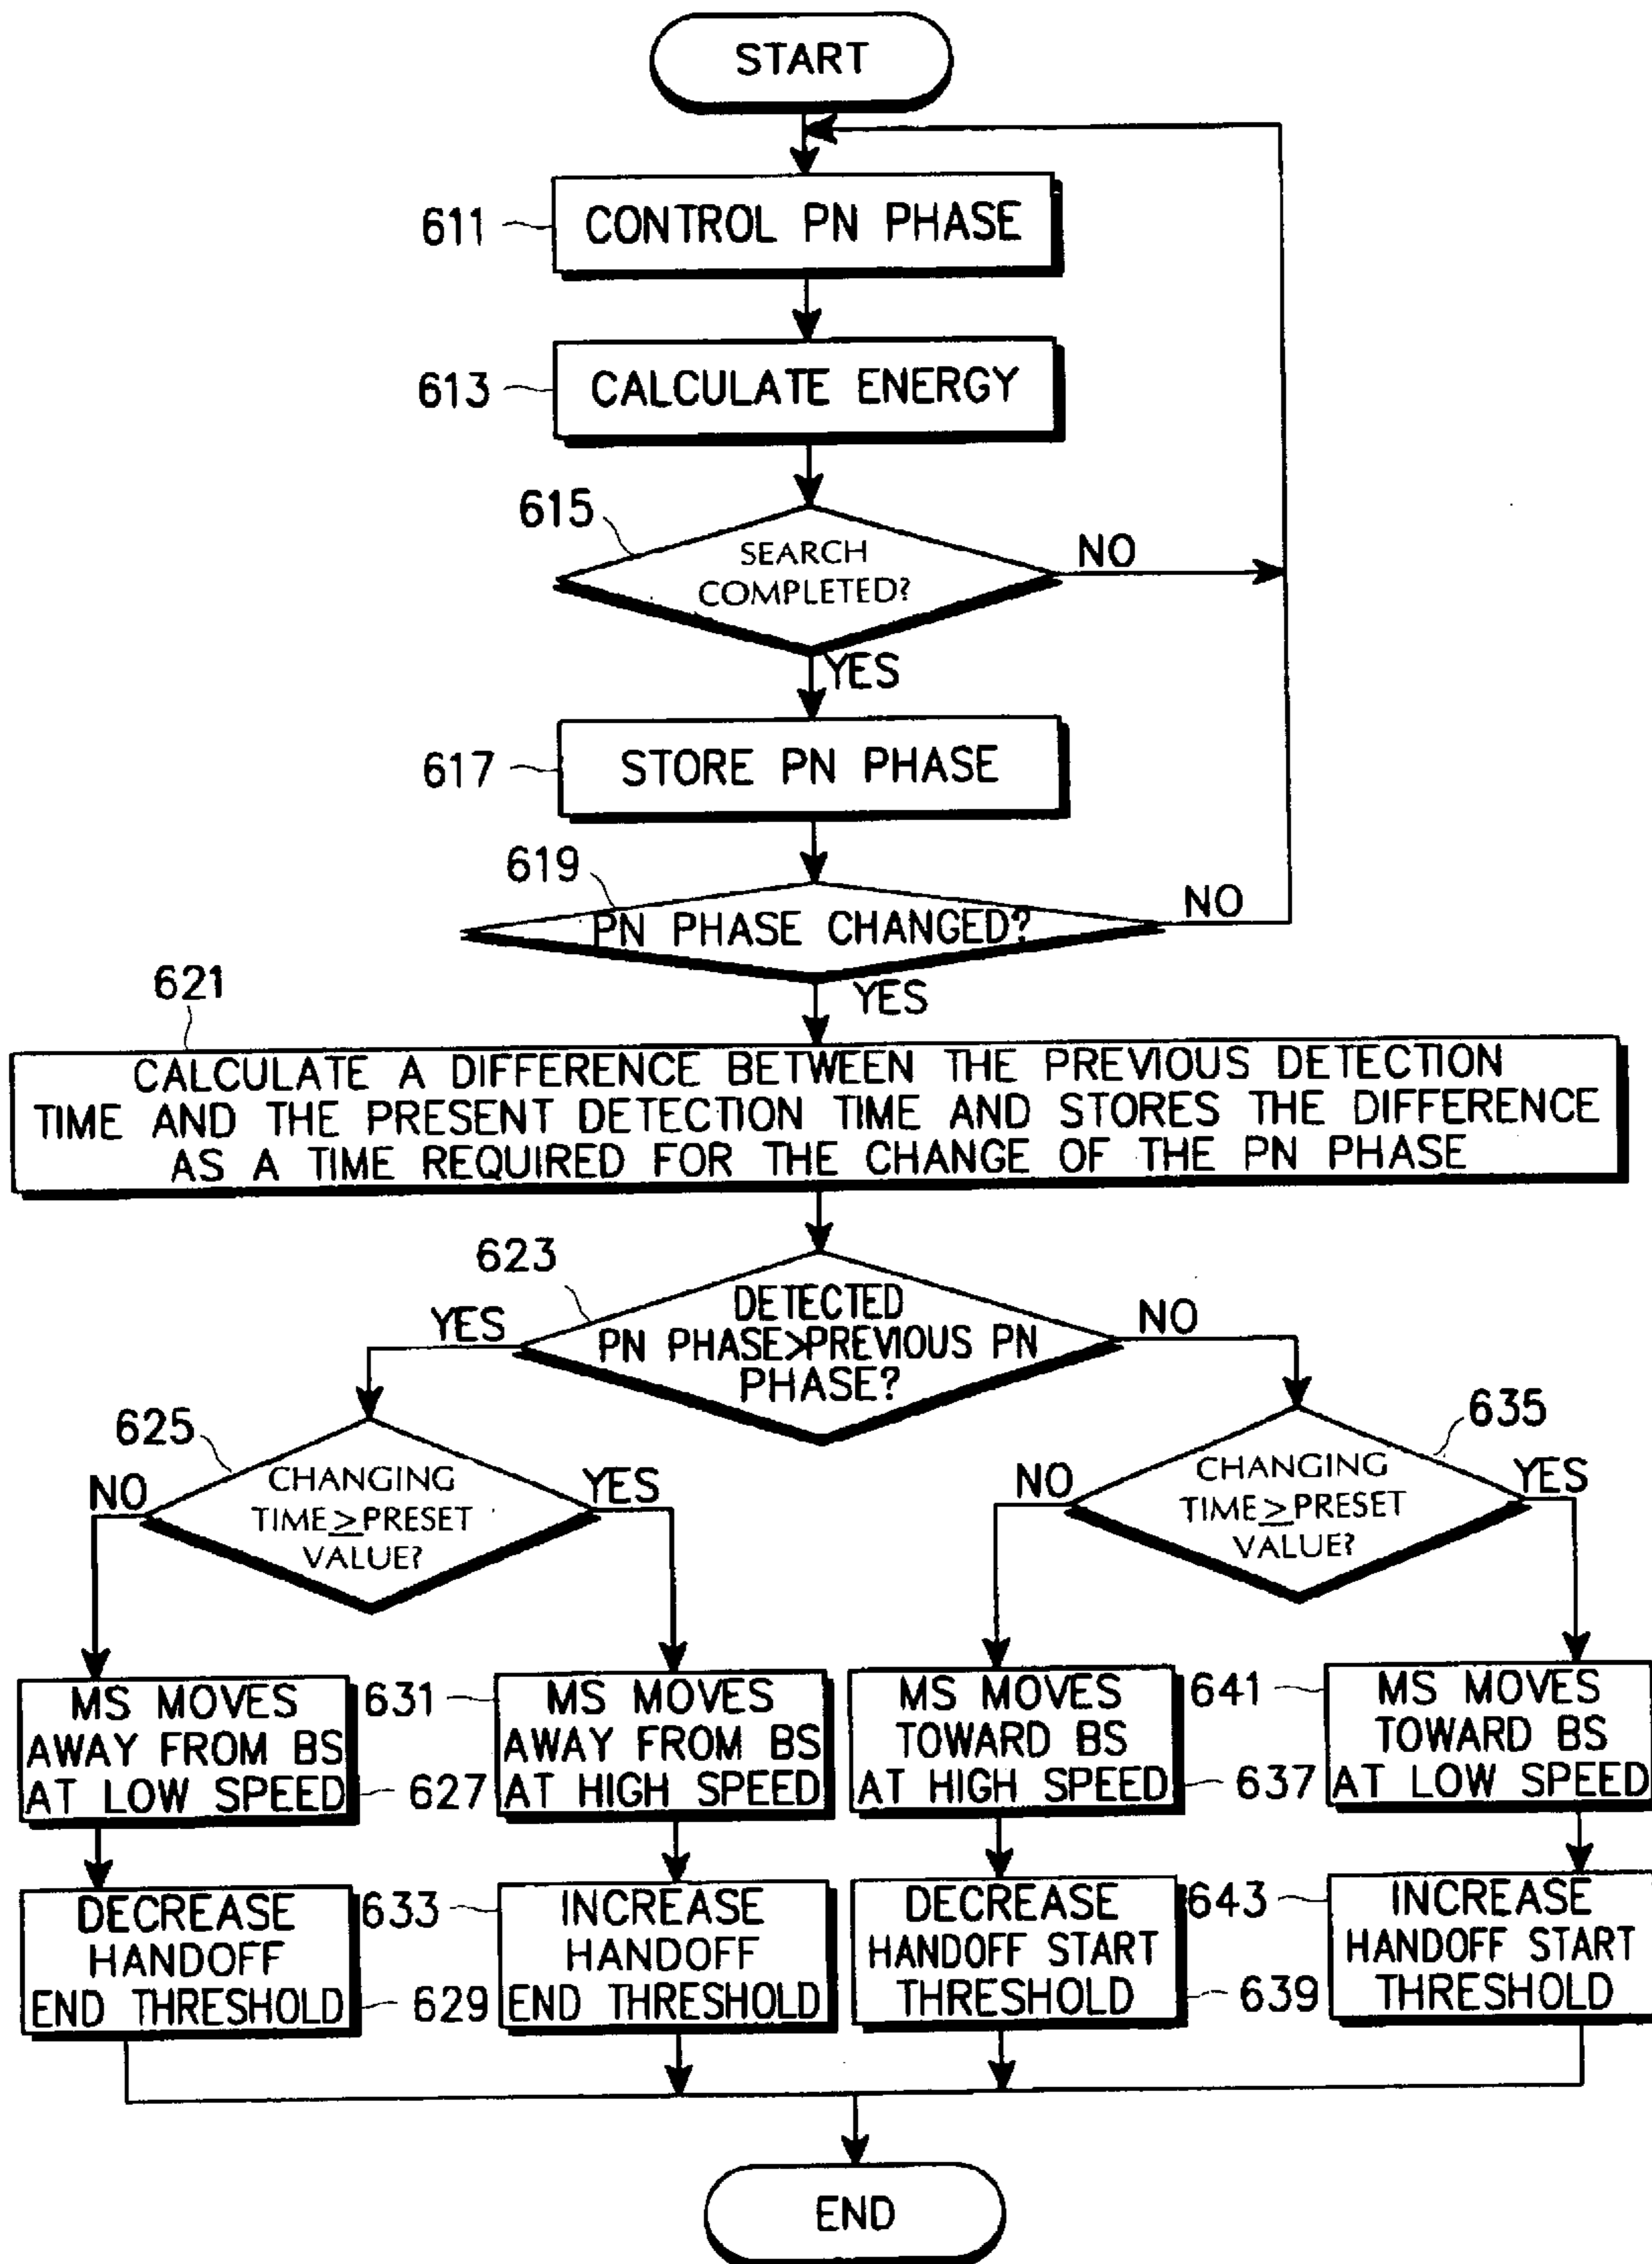 START
611
CONTROL PN PHASE
613
CALCULATE ENERGY
615
SEARCH
COMPLETED?
NO
YES
617
STORE PN PHASE
619
PN PHASE CHANGED?
NO
YES
621
CALCULATE A DIFFERENCE BETWEEN THE PREVIOUS DETECTION
TIME AND THE PRESENT DETECTION TIME AND STORES THE DIFFERENCE
AS A TIME REQUIRED FOR THE CHANGE OF THE PN PHASE
623
DETECTED
PN PHASE>PREVIOUS PN
PHASE?
YES
NO
625
CHANGING
TIME≥PRESET
VALUE?
NO
YES
635
CHANGING
TIME≥PRESET
VALUE?
NO
YES
MS MOVES
AWAY FROM BS
AT LOW SPEED
627
631
MS MOVES
AWAY FROM BS
AT HIGH SPEED
MS MOVES
TOWARD BS
AT HIGH SPEED
637
641
MS MOVES
TOWARD BS
AT LOW SPEED
DECREASE
HANDOFF
END THRESHOLD
629
633
INCREASE
HANDOFF
END THRESHOLD
DECREASE
HANDOFF START
THRESHOLD
639
643
INCREASE
HANDOFF START
THRESHOLD
END